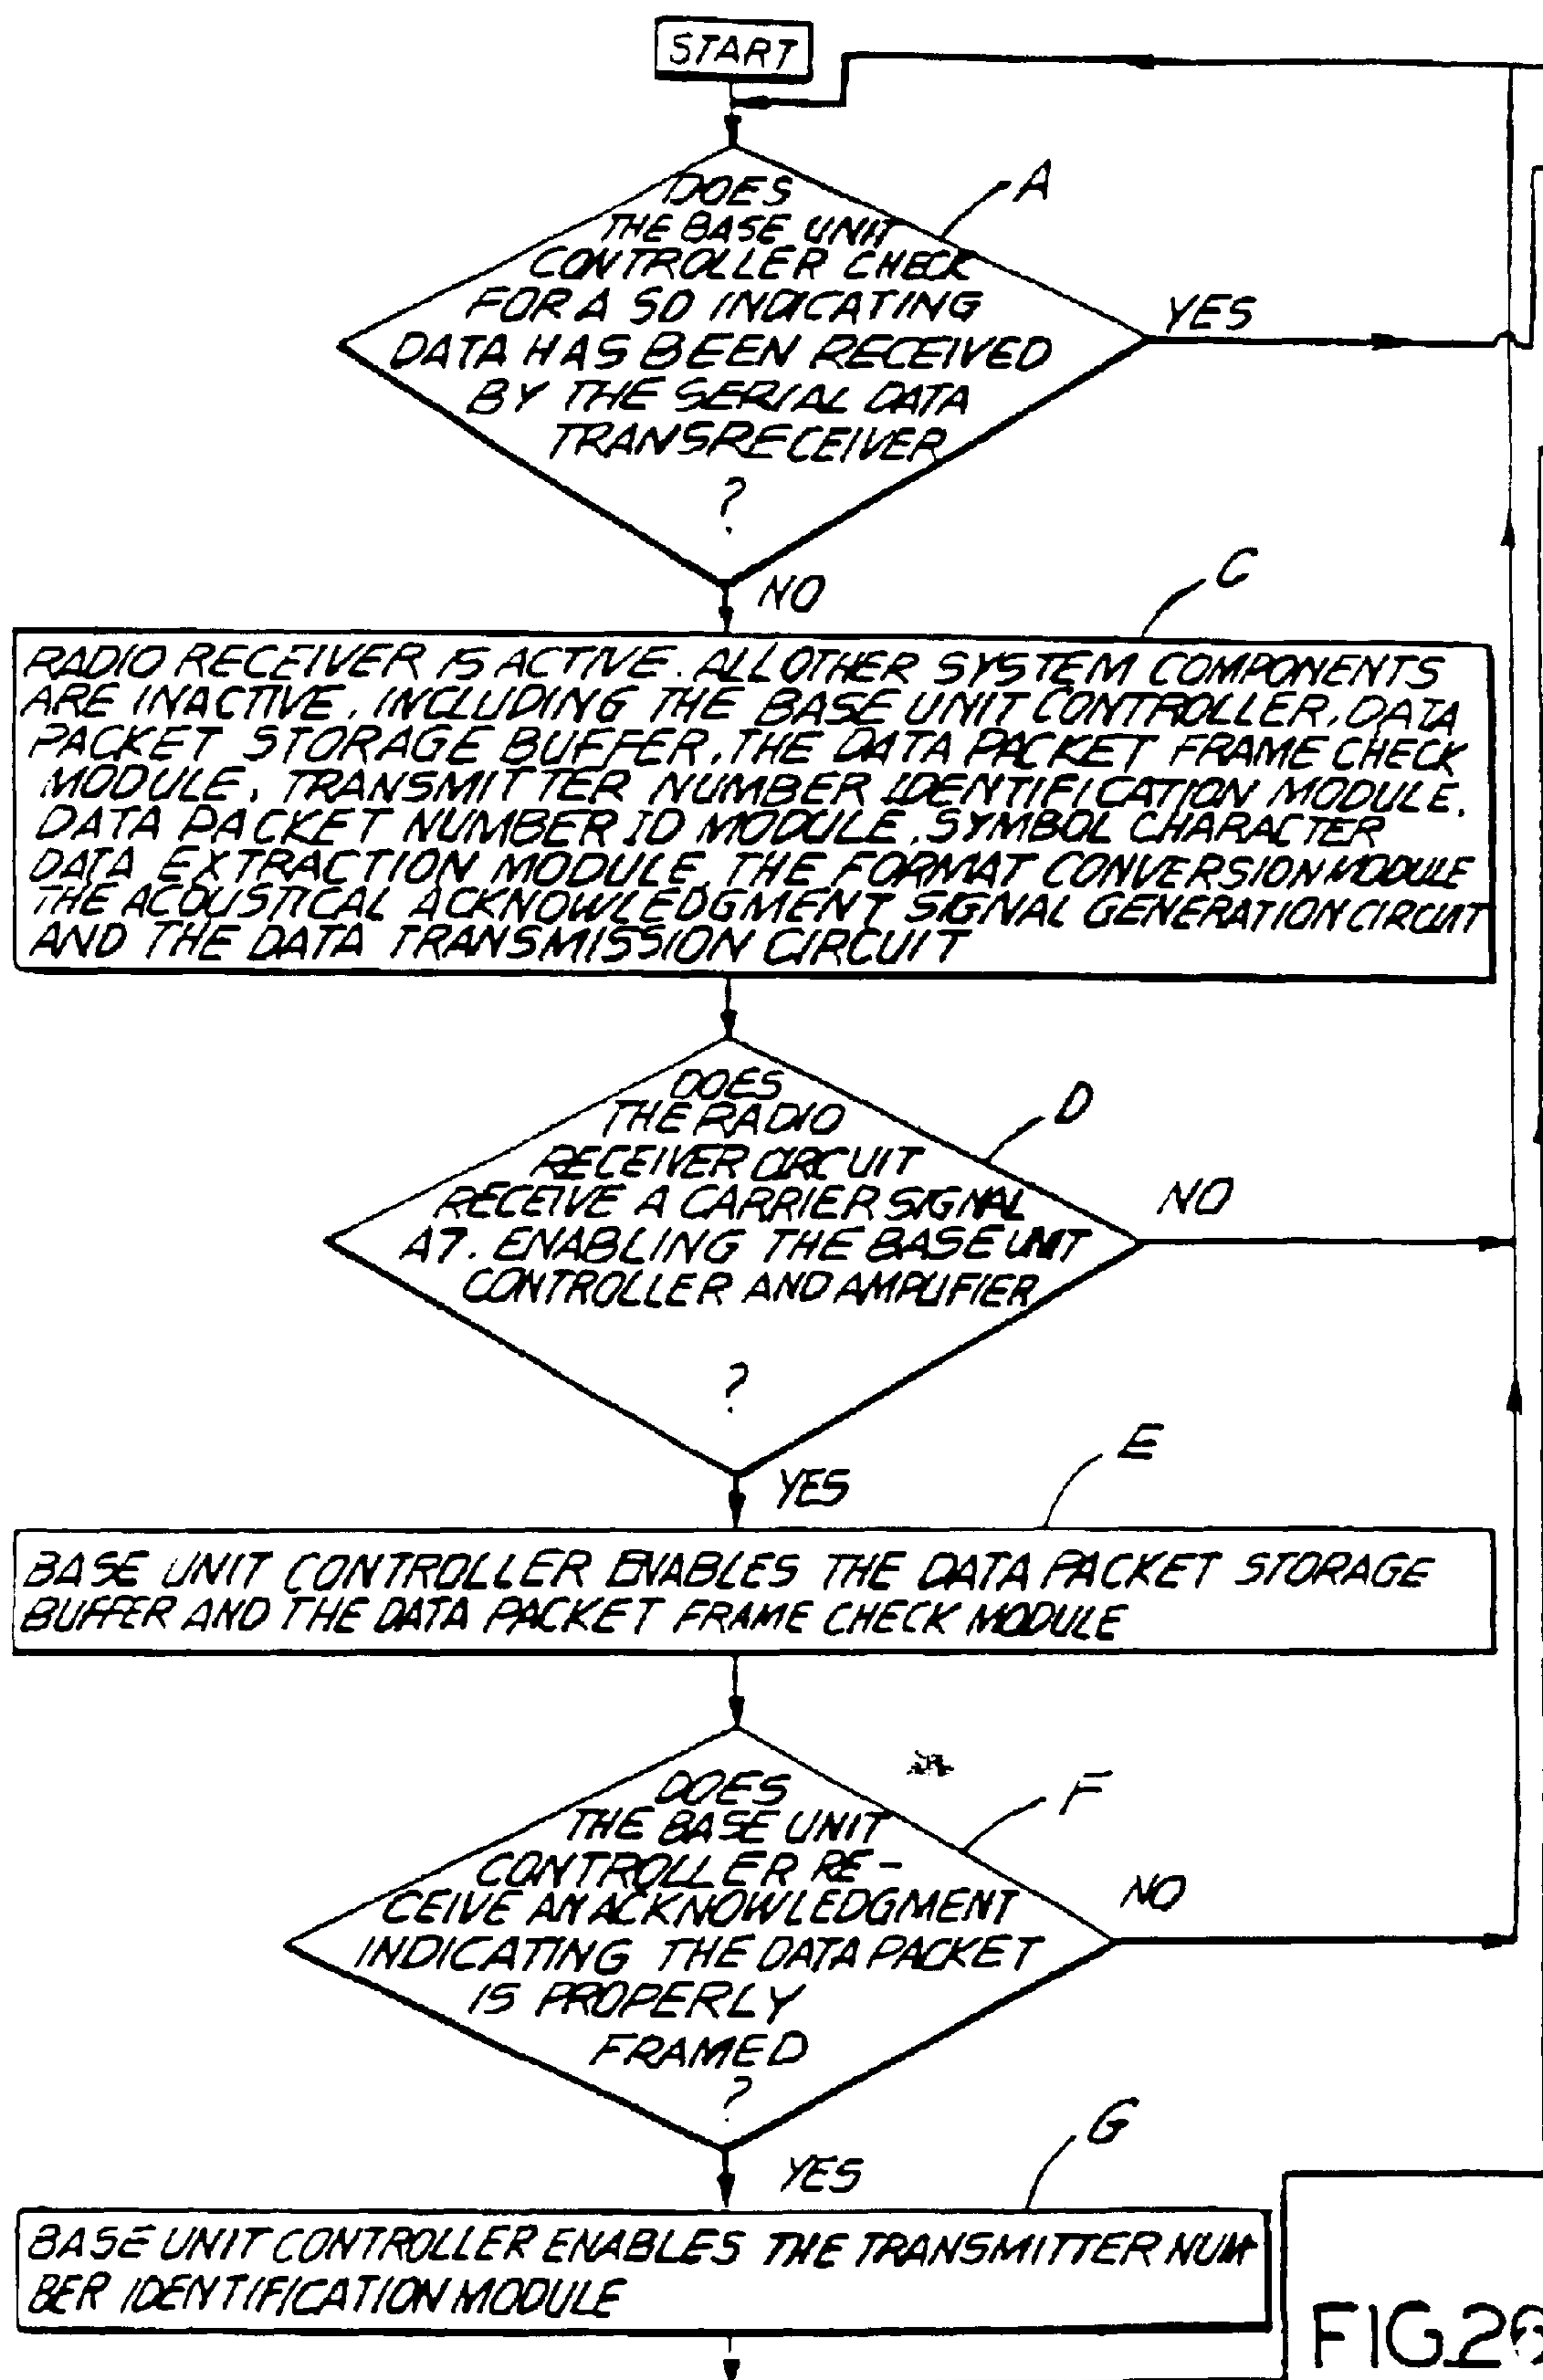 START
A
DOES
THE BASE UNIT
CONTROLLER CHECK
FOR A SD INDICATING
DATA HAS BEEN RECEIVED
BY THE SERIAL DATA
TRANSRECEIVER
?
YES
NO
C
RADIO RECEIVER IS ACTIVE. ALL OTHER SYSTEM COMPONENTS
ARE INACTIVE, INCLUDING THE BASE UNIT CONTROLLER, DATA
PACKET STORAGE BUFFER, THE DATA PACKET FRAME CHECK
MODULE, TRANSMITTER NUMBER IDENTIFICATION MODULE,
DATA PACKET NUMBER ID MODULE, SYMBOL CHARACTER
DATA EXTRACTION MODULE, THE FORMAT CONVERSION MODULE
THE ACOUSTICAL ACKNOWLEDGMENT SIGNAL GENERATION CIRCUIT
AND THE DATA TRANSMISSION CIRCUIT
D
DOES
THE RADIO
RECEIVER CIRCUIT
RECEIVE A CARRIER SIGNAL
A7. ENABLING THE BASE UNIT
CONTROLLER AND AMPLIFIER
?
NO
YES
E
BASE UNIT CONTROLLER ENABLES THE DATA PACKET STORAGE
BUFFER AND THE DATA PACKET FRAME CHECK MODULE
F
DOES
THE BASE UNIT
CONTROLLER RE-
CEIVE AN ACKNOWLEDGMENT
INDICATING THE DATA PACKET
IS PROPERLY
FRAMED
?
NO
YES
G
BASE UNIT CONTROLLER ENABLES THE TRANSMITTER NUM-
BER IDENTIFICATION MODULE
FIG.26